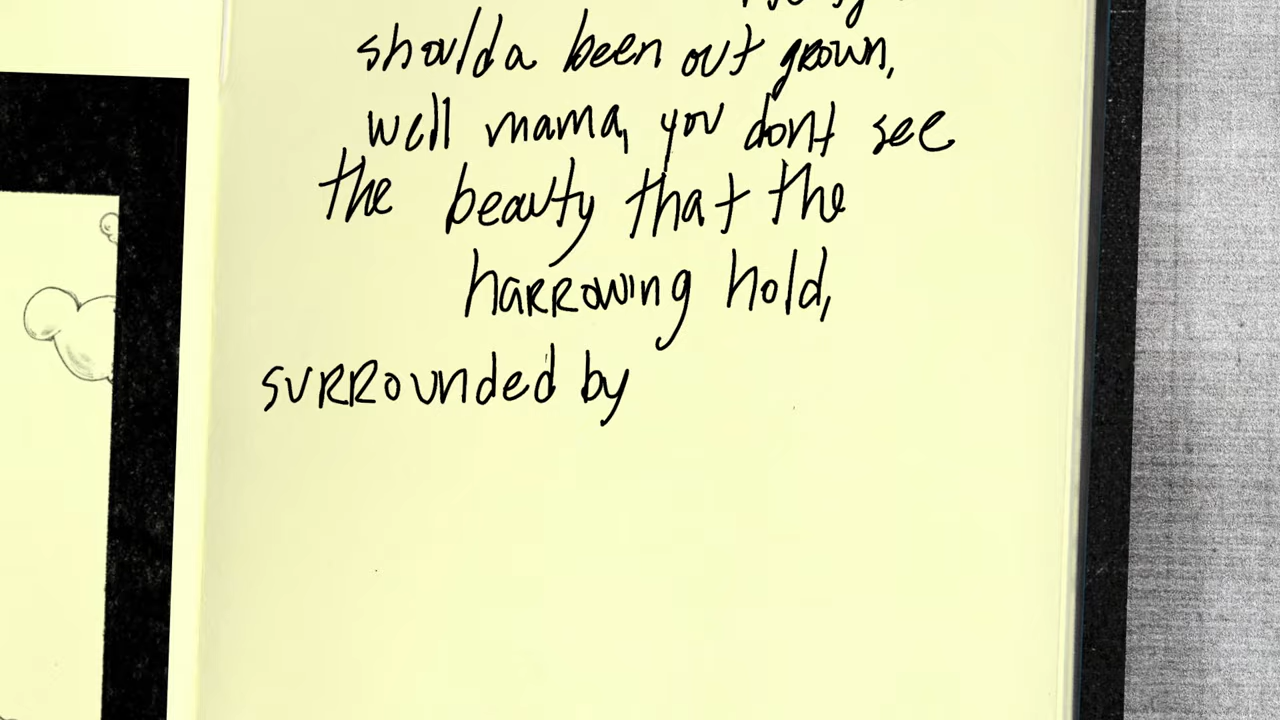 shoulda been out grown,
well mama, you dont see
the beauty that the
harrowing hold,
surrounded by